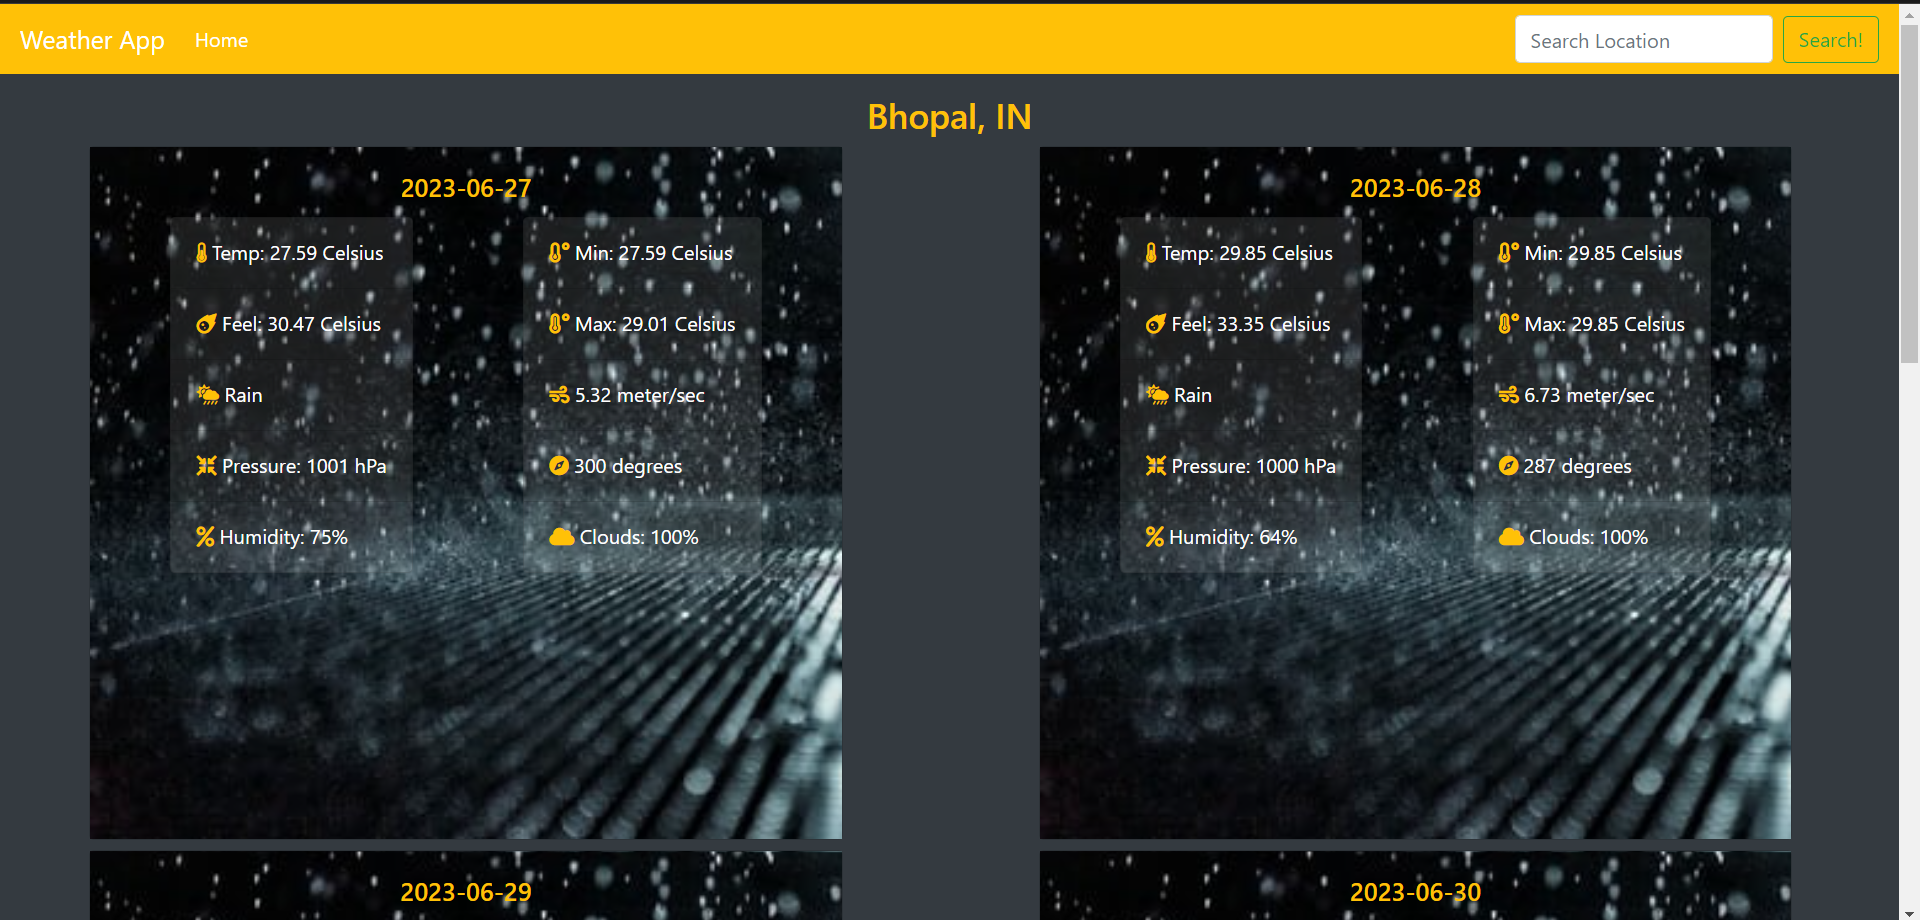 Weather App Home Search Location Search!
Bhopal, IN
2023-06-27
Temp: 27.59 Celsius
Feel: 30.47 Celsius
Rain
Pressure: 1001 hPa
Humidity: 75%
Min: 27.59 Celsius
Max: 29.01 Celsius
5.32 meter/sec
300 degrees
Clouds: 100%
2023-06-28
Temp: 29.85 Celsius
Feel: 33.35 Celsius
Rain
Pressure: 1000 hPa
Humidity: 64%
Min: 29.85 Celsius
Max: 29.85 Celsius
6.73 meter/sec
287 degrees
Clouds: 100%
2023-06-29
2023-06-30